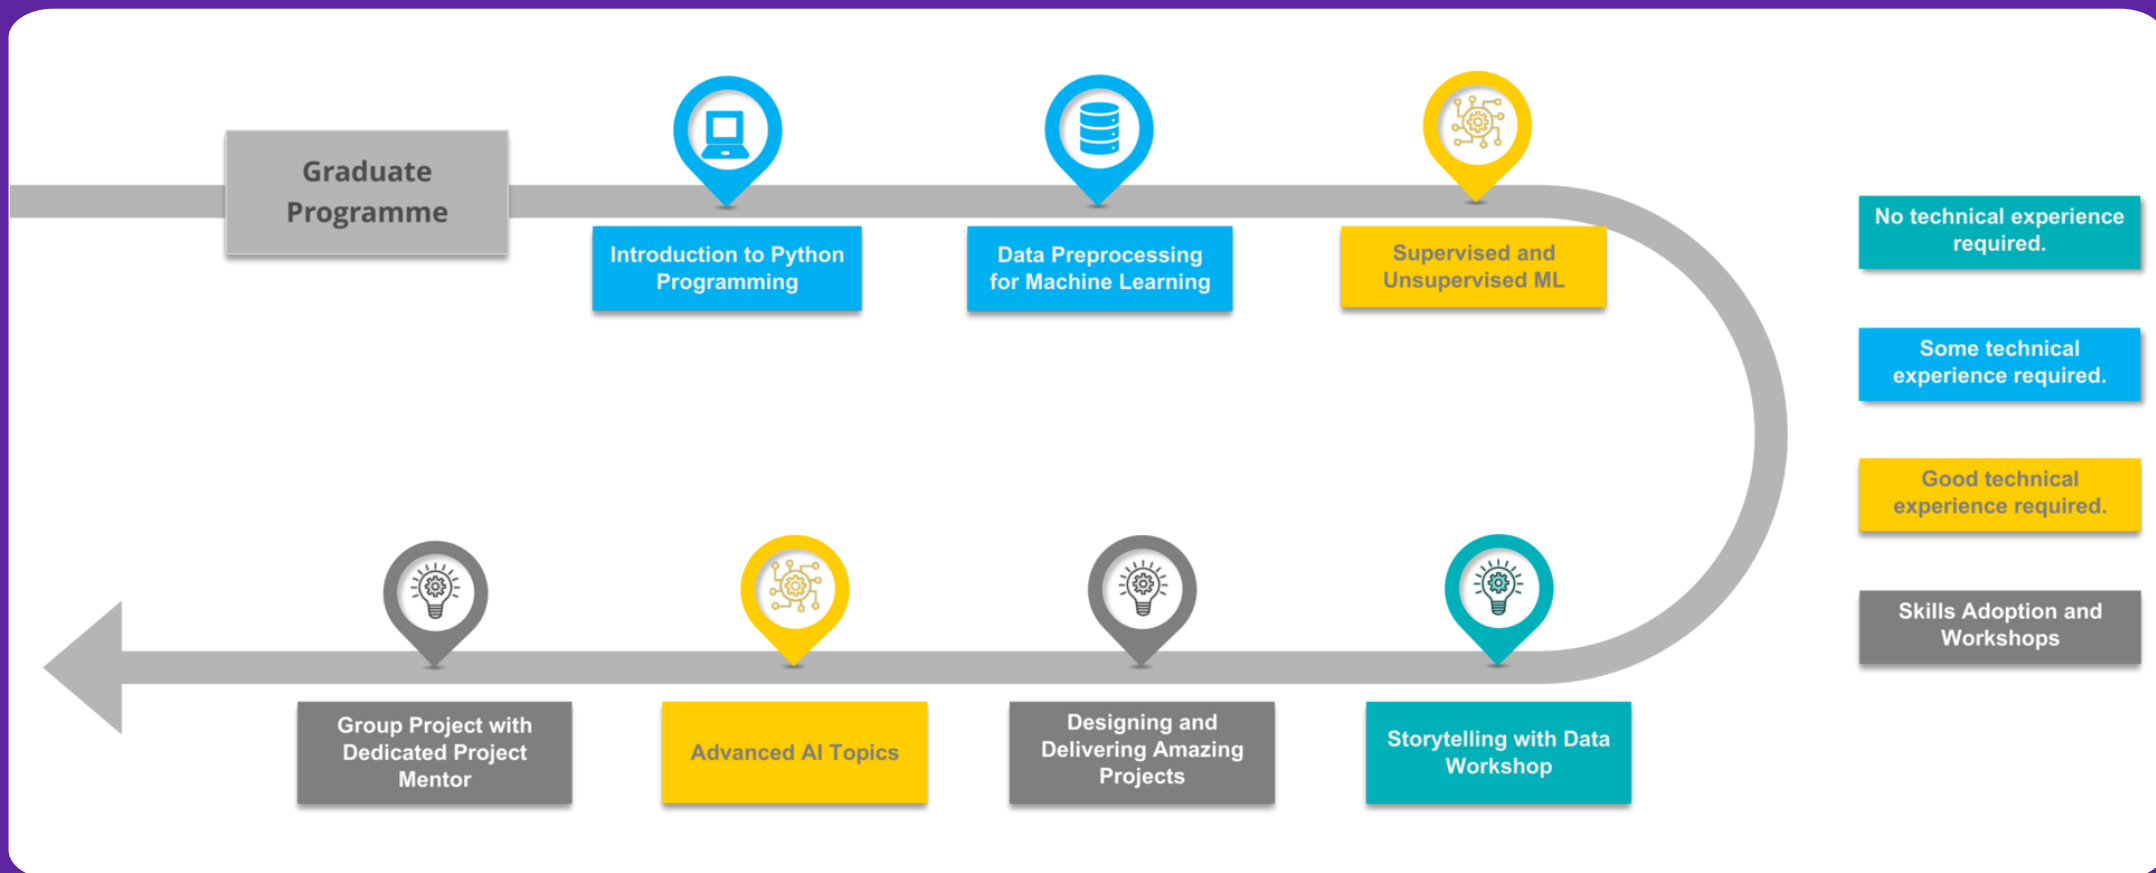 Graduate
Programme
Introduction to Python
Programming
Data Preprocessing
for Machine Learning
Supervised and
Unsupervised ML
No technical experience
required.
Some technical
experience required.
Good technical
experience required.
Skills Adoption and
Workshops
Storytelling with Data
Workshop
Designing and
Delivering Amazing
Projects
Advanced AI Topics
Group Project with
Dedicated Project
Mentor